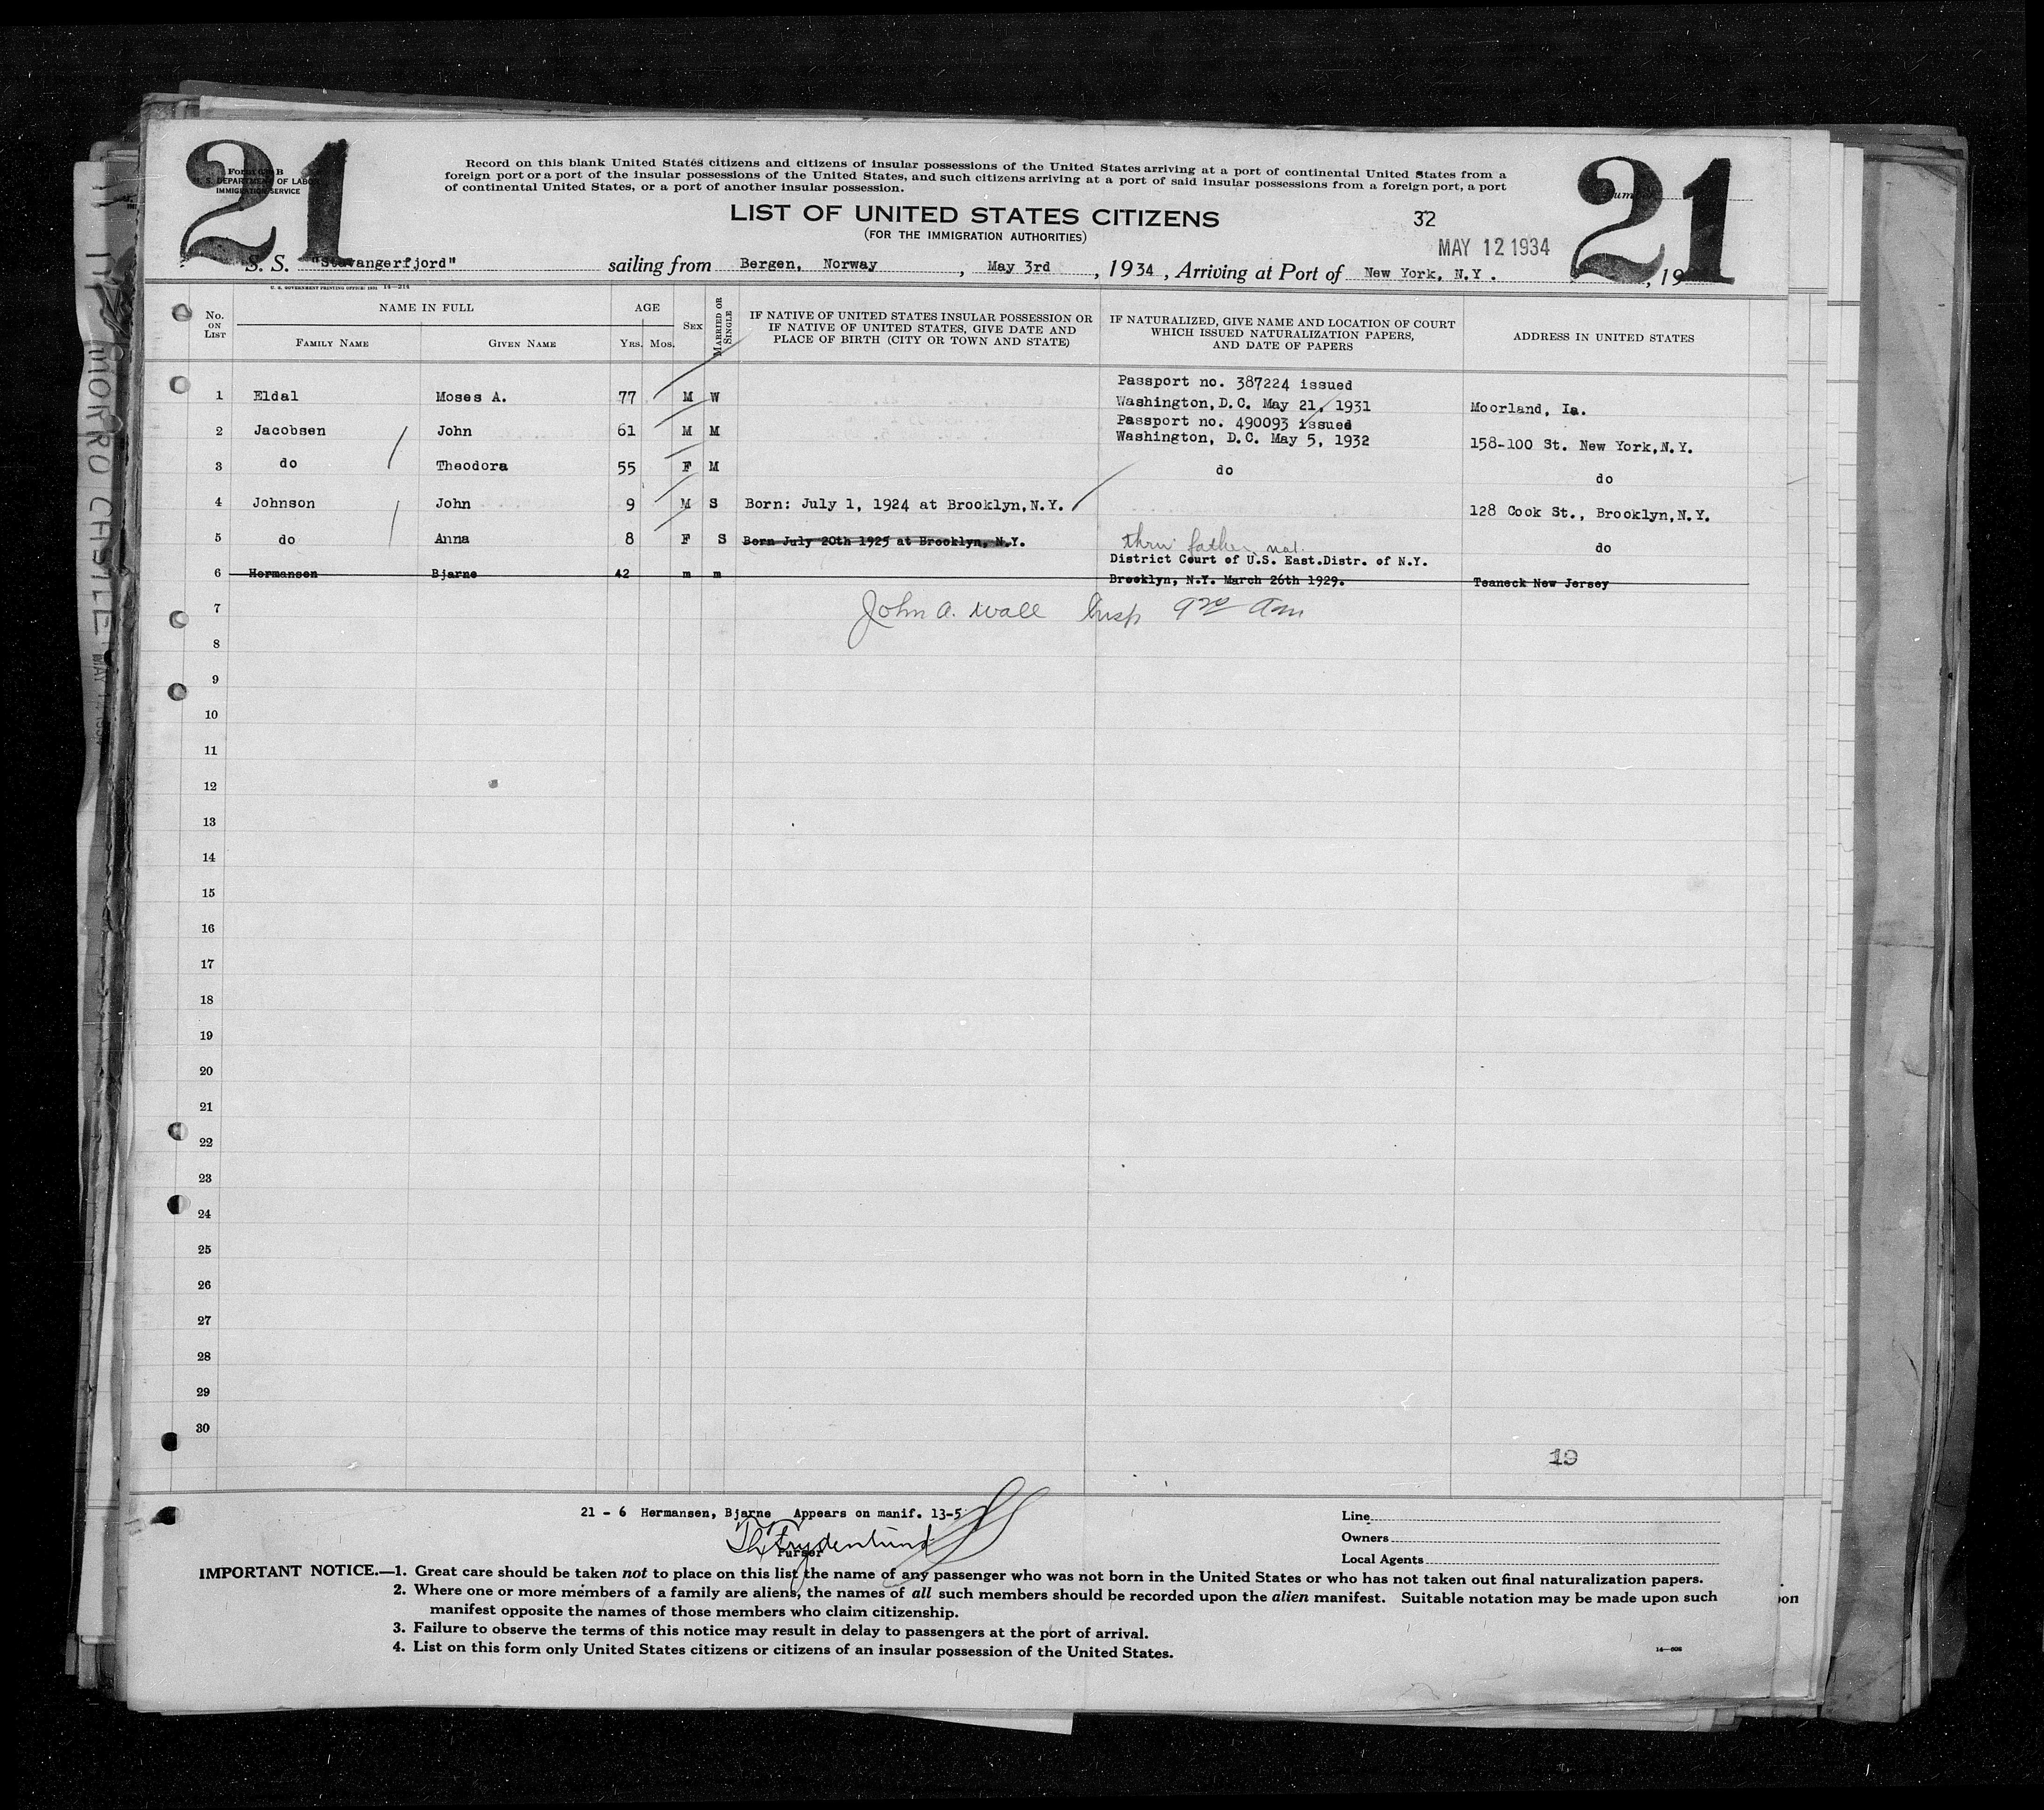 21
21
Form 630 B
U. S. DEPARTMENT OF LABOR
IMMIGRATION SERVICE
Record on this blank United States citizens and citizens of insular possessions of the United States arriving at a port of continental United States from a
foreign port or a port of the insular possessions of the United States, and such citizens arriving at a port of said insular possessions from a foreign port, a port
of continental United States, or a port of another insular possession.
LIST OF UNITED STATES CITIZENS
(FOR THE IMMIGRATION AUTHORITIES)
32
MAY 12 1934
S. S. "Stavangerfjord" sailing from Bergen, Norway, May 3rd, 1934, Arriving at Port of New York, N.Y., 19
U. S. GOVERNMENT PRINTING OFFICE: 1931 14—216
No. ON LIST
NAME IN FULL
FAMILY NAME
GIVEN NAME
AGE
YRS. MOS.
SEX
MARRIED OR SINGLE
IF NATIVE OF UNITED STATES INSULAR POSSESSION OR
IF NATIVE OF UNITED STATES, GIVE DATE AND
PLACE OF BIRTH (CITY OR TOWN AND STATE)
IF NATURALIZED, GIVE NAME AND LOCATION OF COURT
WHICH ISSUED NATURALIZATION PAPERS,
AND DATE OF PAPERS
ADDRESS IN UNITED STATES
Passport no. 387224 issued
1 Eldal Moses A. 77 M W Washington, D.C. May 21, 1931 Moorland, Ia.
Passport no. 490093 issued
2 Jacobsen John 61 M M Washington, D.C. May 5, 1932 158-100 St. New York, N.Y.
3 do Theodora 55 F M do do
4 Johnson John 9 M S Born: July 1, 1924 at Brooklyn, N.Y. 128 Cook St., Brooklyn, N.Y.
5 do Anna 8 F S Born July 20th 1925 at Brooklyn, N.Y. thru father nat. do
District Court of U.S. East.Distr. of N.Y.
6 Hermansen Bjarne 42 m m Brooklyn, N.Y. March 26th 1929. Teaneck New Jersey
7
John A. Wall Insp
8
9
10
11
12
13
14
15
16
17
18
19
20
21
22
23
24
25
26
27
28
29
30
19
21 - 6 Hermansen, Bjarne Appears on manif. 13-5
Purser
Line
Owners
Local Agents
IMPORTANT NOTICE.—1. Great care should be taken not to place on this list the name of any passenger who was not born in the United States or who has not taken out final naturalization papers.
2. Where one or more members of a family are aliens, the names of all such members should be recorded upon the alien manifest. Suitable notation may be made upon such
manifest opposite the names of those members who claim citizenship.
3. Failure to observe the terms of this notice may result in delay to passengers at the port of arrival.
4. List on this form only United States citizens or citizens of an insular possession of the United States.
MORRO CASTLE